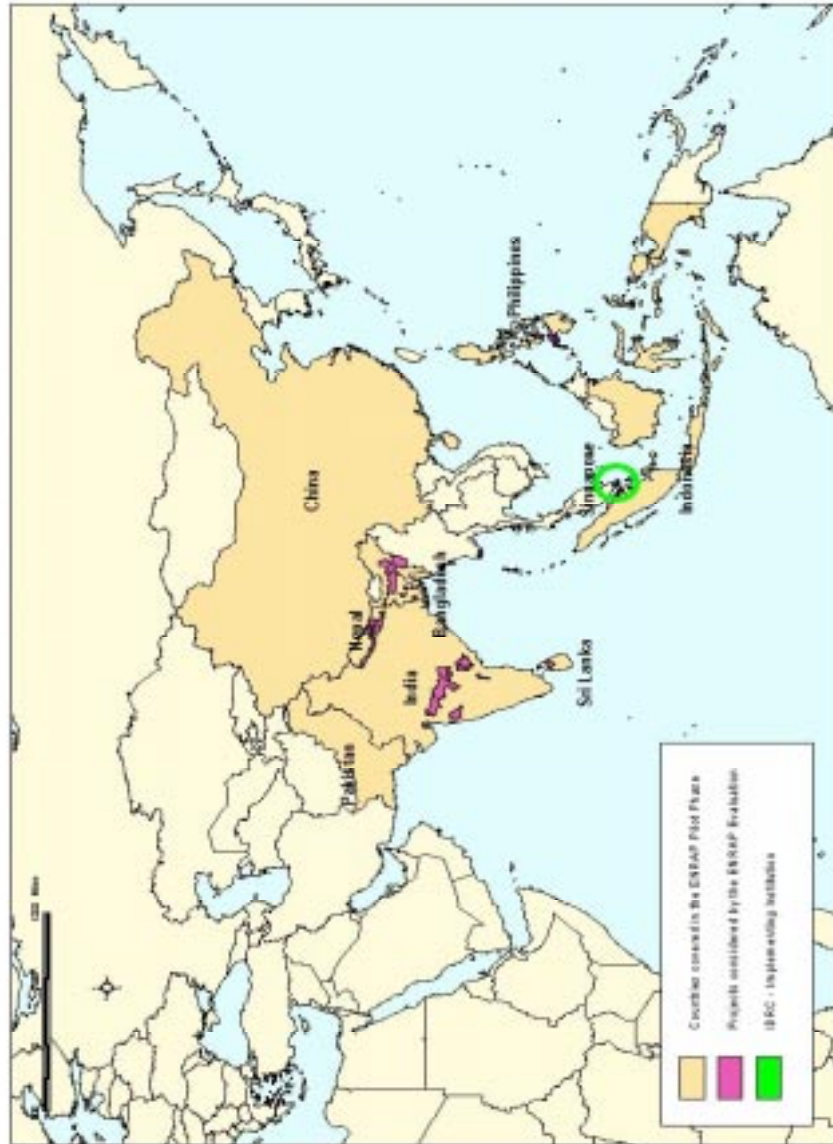 China
Philippines
Nepal
Bangladesh
India
Pakistan
Singapore
Indonesia
Sri Lanka
Miles
Countries covered in the ENRAP Pilot Phase
Projects considered by the ENRAP Evaluation
IDRC - Implementing Institution